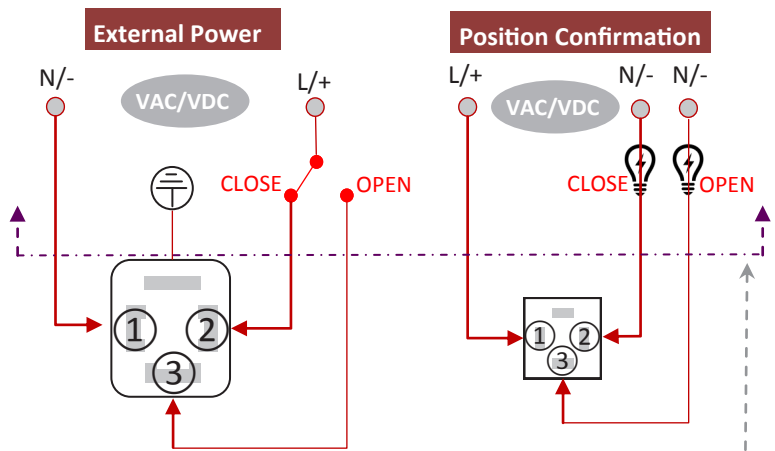 External Power
Position Confirmation
N/-
VAC/VDC
L/+
L/+
VAC/VDC
N/-
N/-
CLOSE
OPEN
CLOSE
OPEN
1
2
3
1
2
3